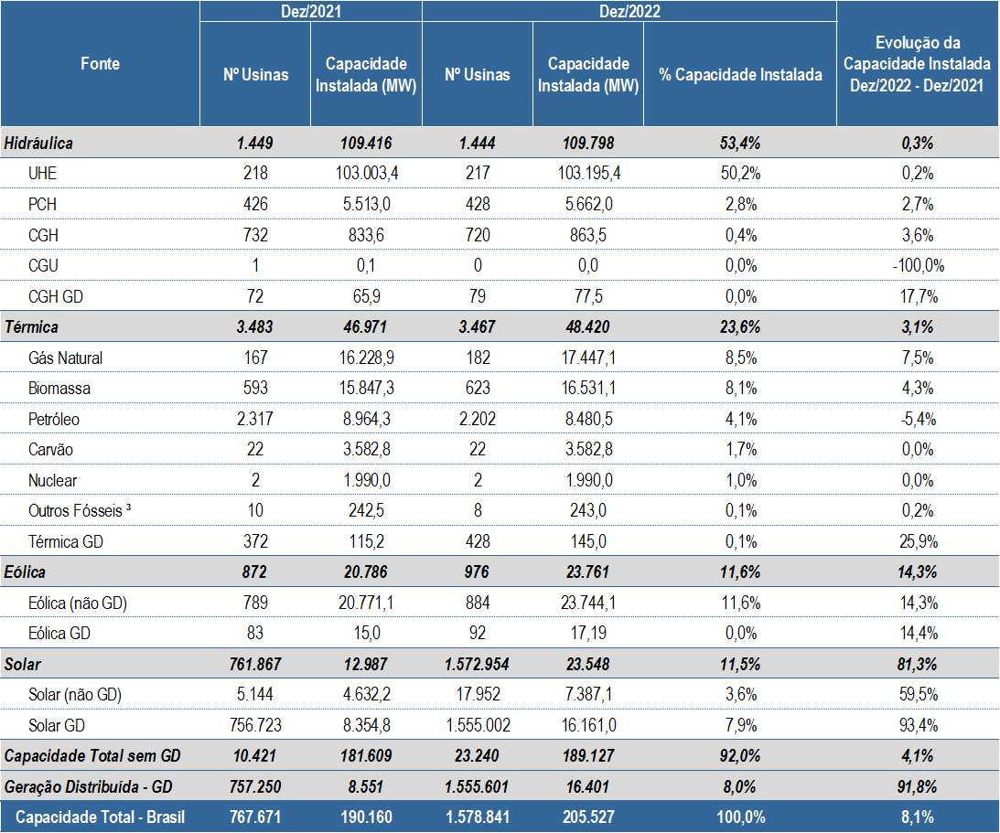 Dez/2021 Dez/2022
Fonte Nº Usinas Capacidade Instalada (MW) Nº Usinas Capacidade Instalada (MW) % Capacidade Instalada Evolução da Capacidade Instalada Dez/2022 - Dez/2021
Hidráulica 1.449 109.416 1.444 109.798 53,4% 0,3%
UHE 218 103.003,4 217 103.195,4 50,2% 0,2%
PCH 426 5.513,0 428 5.662,0 2,8% 2,7%
CGH 732 833,6 720 863,5 0,4% 3,6%
CGU 1 0,1 0 0,0 0,0% -100,0%
CGH GD 72 65,9 79 77,5 0,0% 17,7%
Térmica 3.483 46.971 3.467 48.420 23,6% 3,1%
Gás Natural 167 16.228,9 182 17.447,1 8,5% 7,5%
Biomassa 593 15.847,3 623 16.531,1 8,1% 4,3%
Petróleo 2.317 8.964,3 2.202 8.480,5 4,1% -5,4%
Carvão 22 3.582,8 22 3.582,8 1,7% 0,0%
Nuclear 2 1.990,0 2 1.990,0 1,0% 0,0%
Outros Fósseis ³ 10 242,5 8 243,0 0,1% 0,2%
Térmica GD 372 115,2 428 145,0 0,1% 25,9%
Eólica 872 20.786 976 23.761 11,6% 14,3%
Eólica (não GD) 789 20.771,1 884 23.744,1 11,6% 14,3%
Eólica GD 83 15,0 92 17,19 0,0% 14,4%
Solar 761.867 12.987 1.572.954 23.548 11,5% 81,3%
Solar (não GD) 5.144 4.632,2 17.952 7.387,1 3,6% 59,5%
Solar GD 756.723 8.354,8 1.555.002 16.161,0 7,9% 93,4%
Capacidade Total sem GD 10.421 181.609 23.240 189.127 92,0% 4,1%
Geração Distribuída - GD 757.250 8.551 1.555.601 16.401 8,0% 91,8%
Capacidade Total - Brasil 767.671 190.160 1.578.841 205.527 100,0% 8,1%